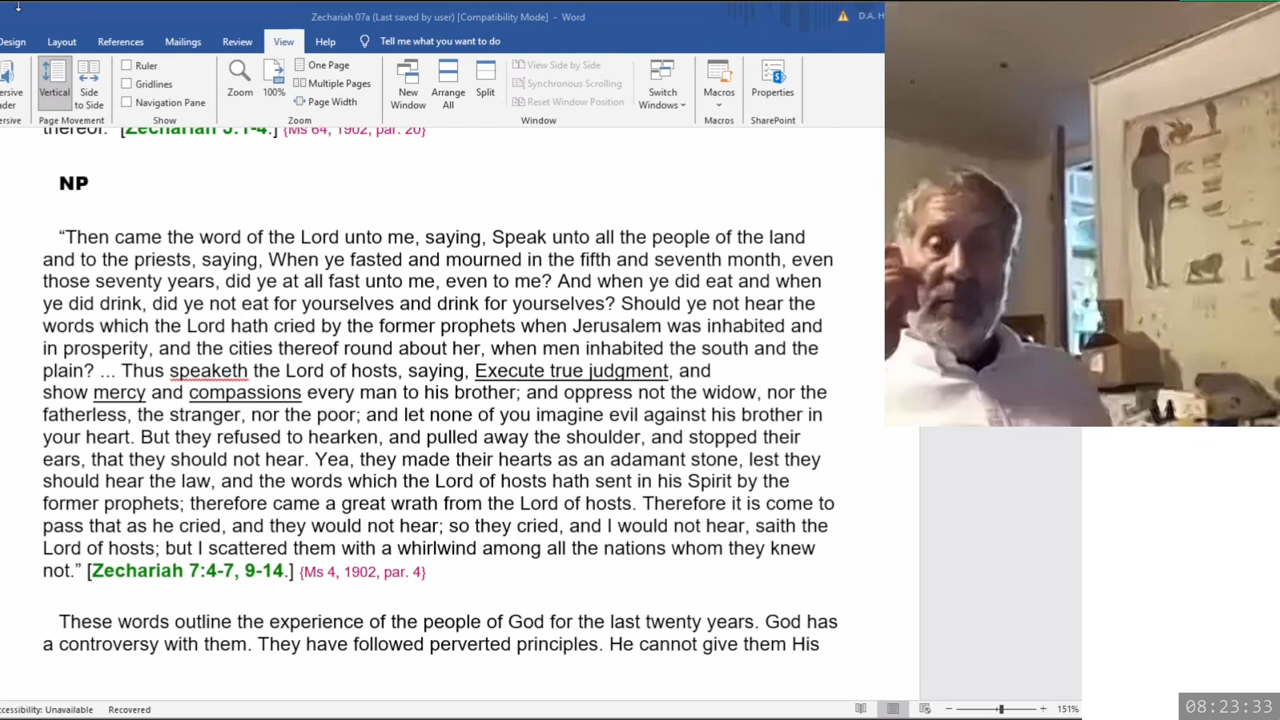 Zechariah 07a (Last saved by user) [Compatibility Mode] - Word
D.A. H
Design Layout References Mailings Review View Help Tell me what you want to do
Vertical
Side to Side
Page Movement
Ruler
Gridlines
Navigation Pane
Show
Zoom
100%
One Page
Multiple Pages
Page Width
Zoom
New Window
Arrange All
Split
View Side by Side
Synchronous Scrolling
Reset Window Position
Window
Switch Windows
Macros
Macros
Properties
SharePoint
thereof.” [Zechariah 5:1-4.] {Ms 64, 1902, par. 20}
NP
“Then came the word of the Lord unto me, saying, Speak unto all the people of the land
and to the priests, saying, When ye fasted and mourned in the fifth and seventh month, even
those seventy years, did ye at all fast unto me, even to me? And when ye did eat and when
ye did drink, did ye not eat for yourselves and drink for yourselves? Should ye not hear the
words which the Lord hath cried by the former prophets when Jerusalem was inhabited and
in prosperity, and the cities thereof round about her, when men inhabited the south and the
plain? ... Thus speaketh the Lord of hosts, saying, Execute true judgment, and
show mercy and compassions every man to his brother; and oppress not the widow, nor the
fatherless, the stranger, nor the poor; and let none of you imagine evil against his brother in
your heart. But they refused to hearken, and pulled away the shoulder, and stopped their
ears, that they should not hear. Yea, they made their hearts as an adamant stone, lest they
should hear the law, and the words which the Lord of hosts hath sent in his Spirit by the
former prophets; therefore came a great wrath from the Lord of hosts. Therefore it is come to
pass that as he cried, and they would not hear; so they cried, and I would not hear, saith the
Lord of hosts; but I scattered them with a whirlwind among all the nations whom they knew
not.” [Zechariah 7:4-7, 9-14.] {Ms 4, 1902, par. 4}
These words outline the experience of the people of God for the last twenty years. God has
a controversy with them. They have followed perverted principles. He cannot give them His
ccessibility: Unavailable Recovered
151%
08:23:33